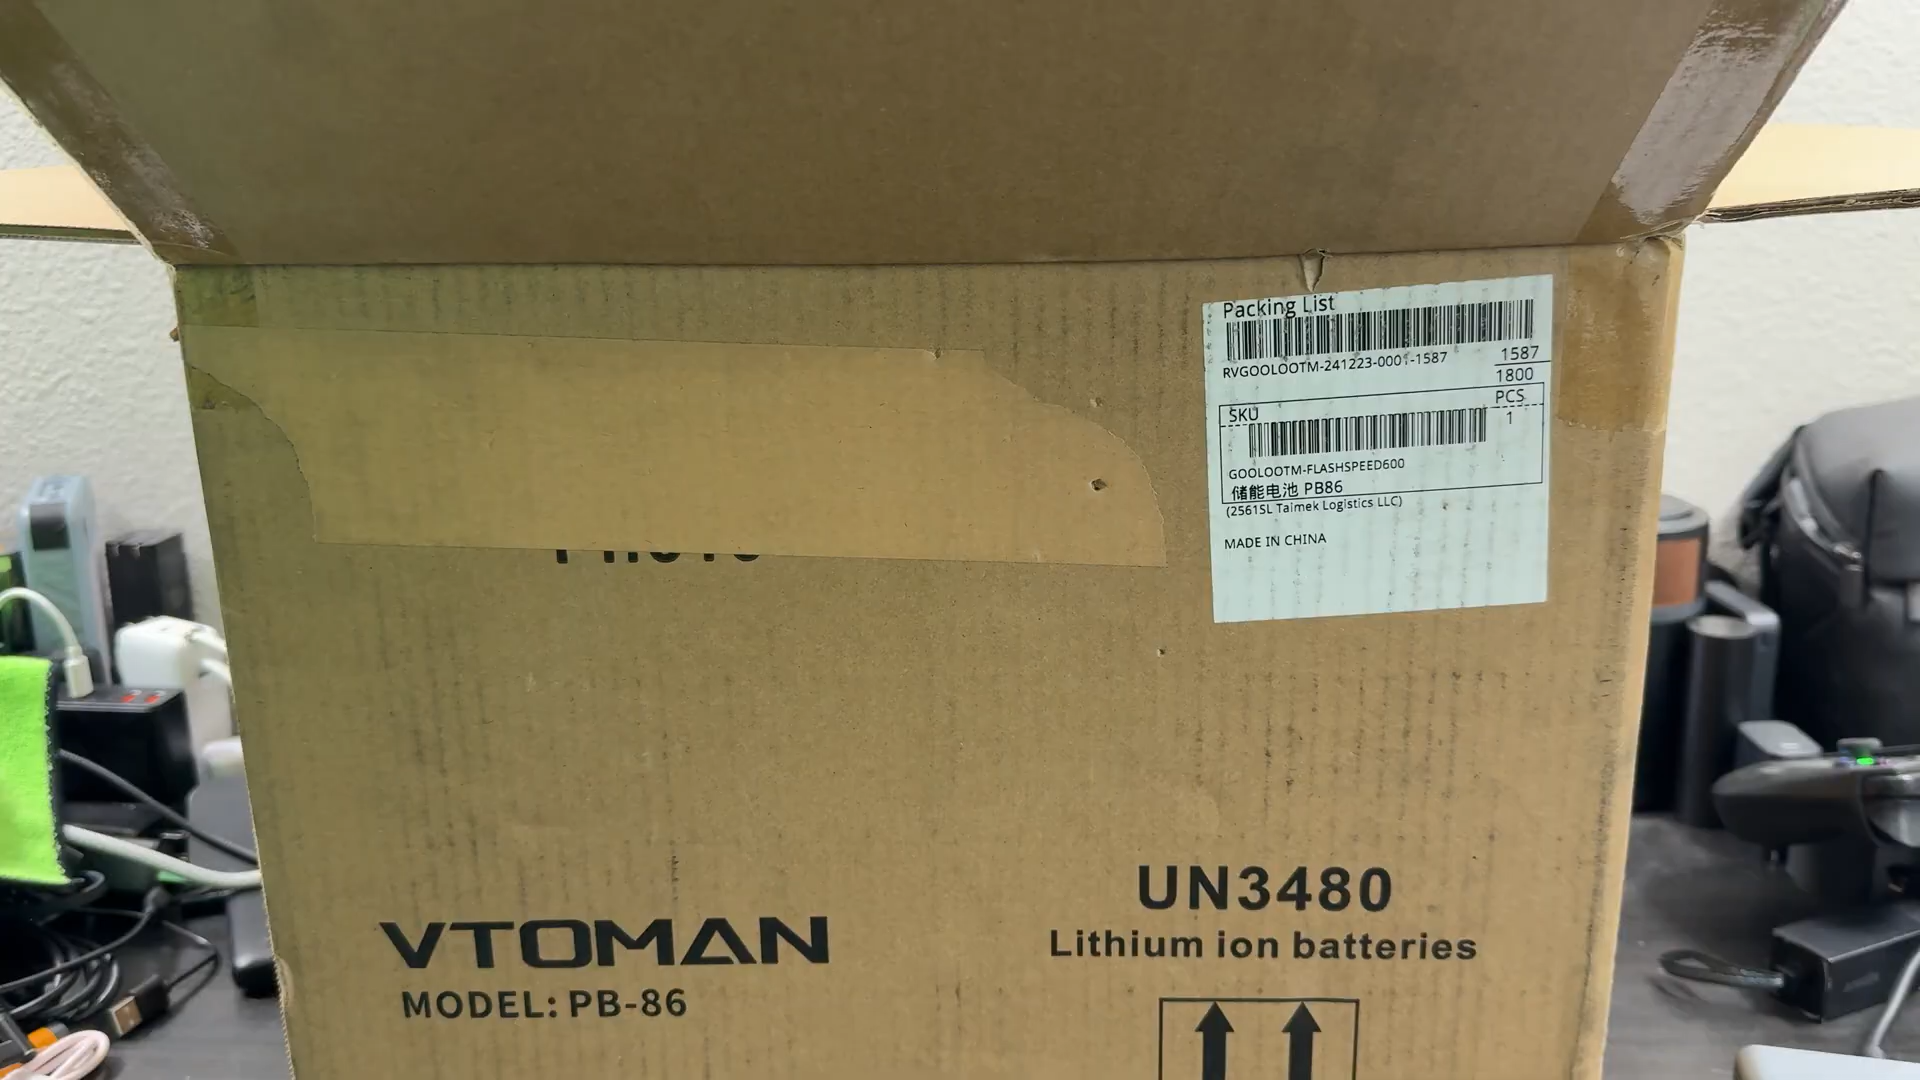 Packing List
RVGOOLOOTM-241223-0001-1587
1587
1800
SKU
PCS
1
GOOLOOTM-FLASHSPEED600
储能电池 PB86
(2561SL Taimek Logistics LLC)
MADE IN CHINA
UN3480
Lithium ion batteries
VTOMAN
MODEL: PB-86